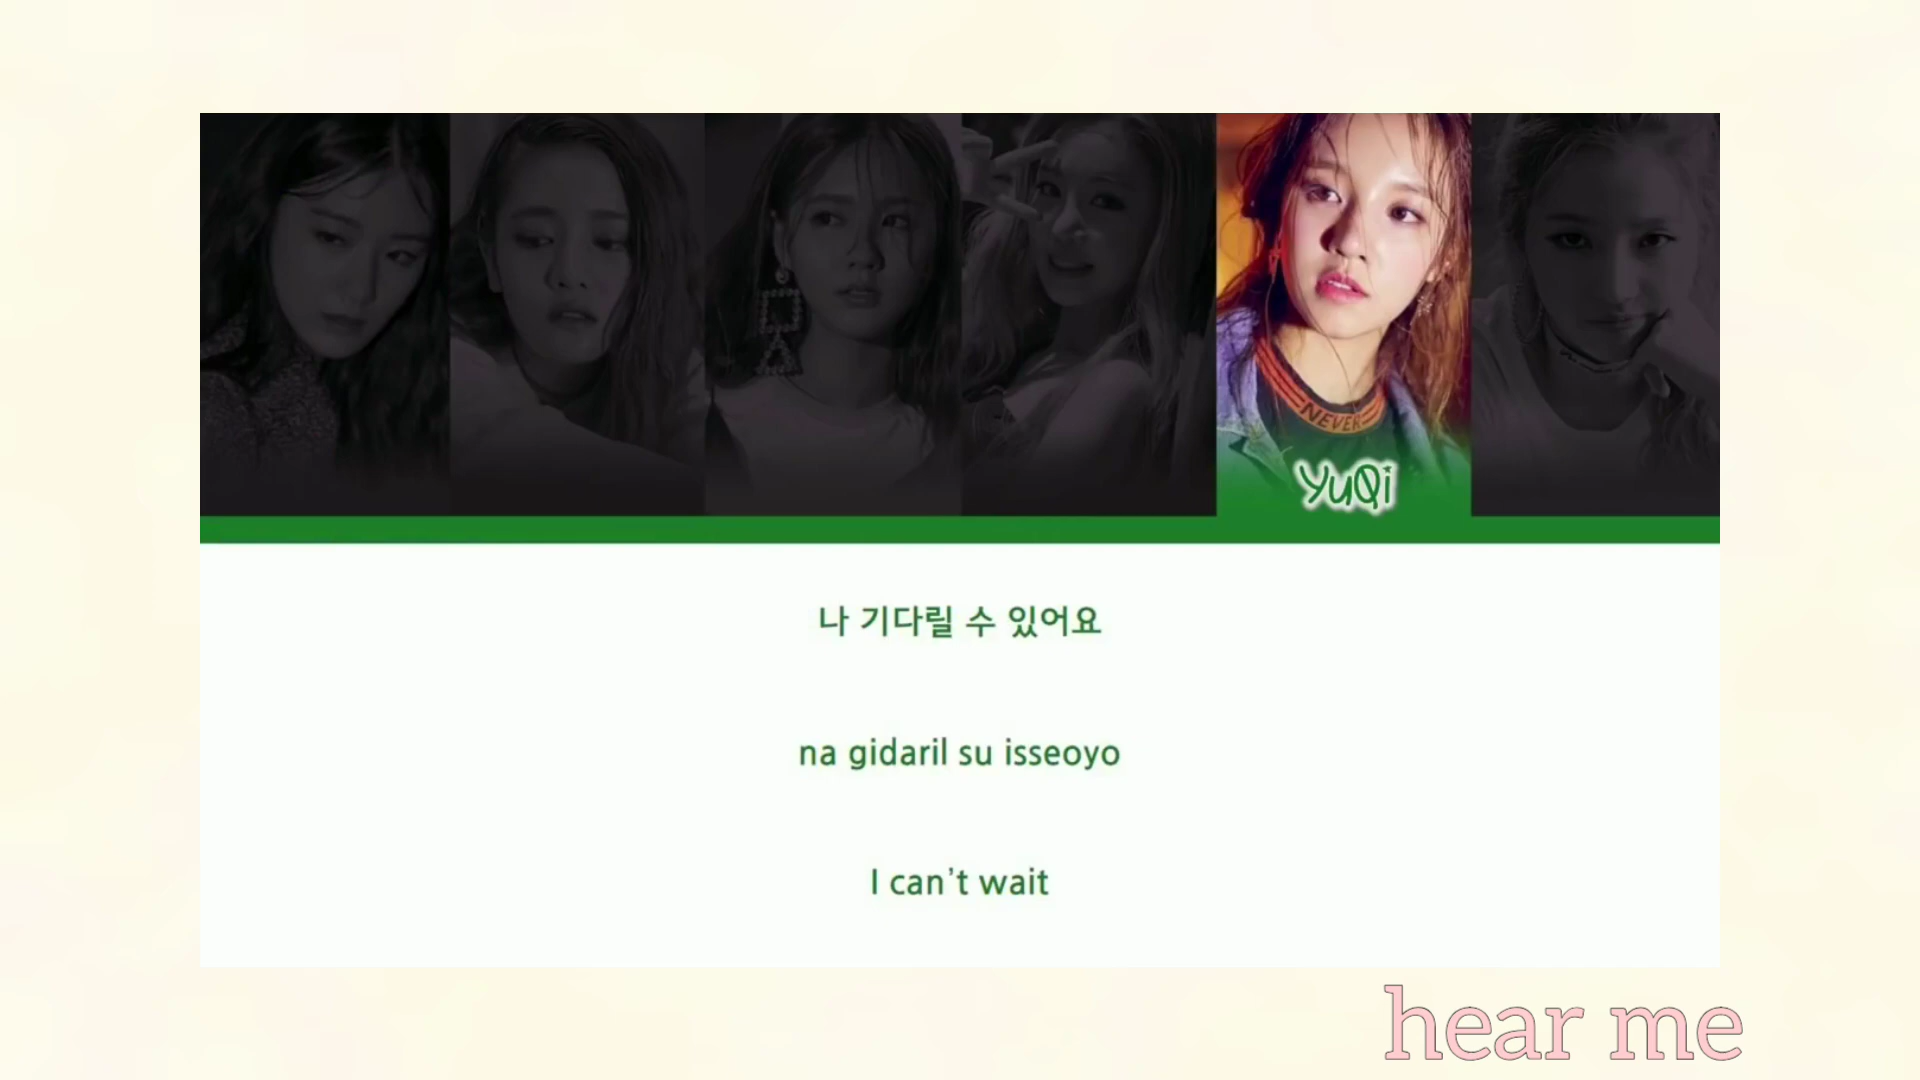 NEVER
YuQi
나 기다릴 수 있어요
na gidaril su isseoyo
I can't wait
hear me